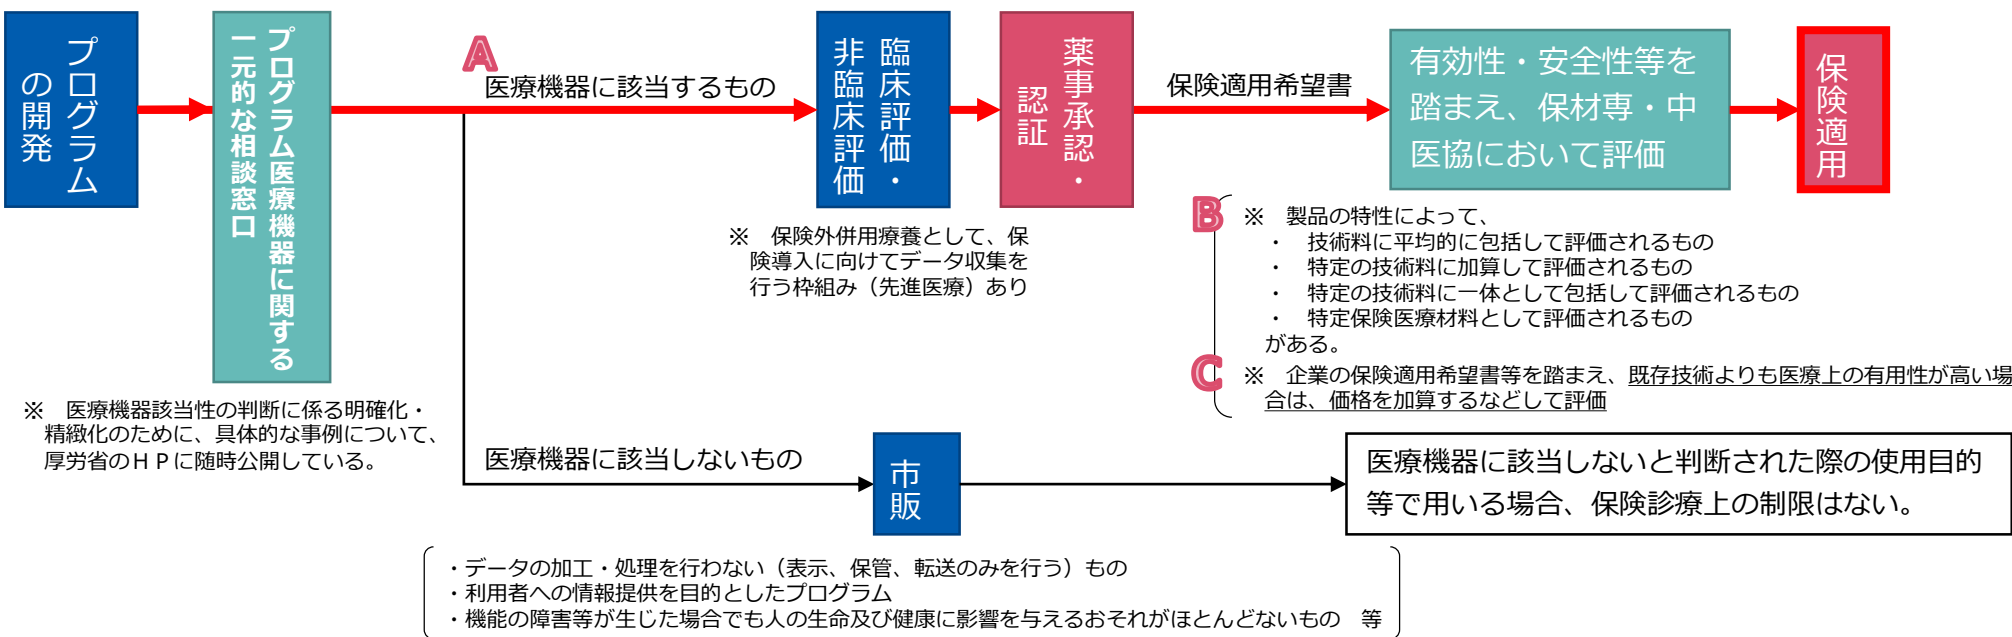 プログラム
の開発
プログラム医療機器に関する
一元的な相談窓口
※　医療機器該当性の判断に係る明確化・
精緻化のために、具体的な事例について、
厚労省のＨＰに随時公開している。
A
医療機器に該当するもの
臨床評価・
非臨床評価
※　保険外併用療養として、保
険導入に向けてデータ収集を
行う枠組み（先進医療）あり
薬事承認・
認証
保険適用希望書
有効性・安全性等を
踏まえ、保材専・中
医協において評価
保険適用
B
※　製品の特性によって、
・　技術料に平均的に包括して評価されるもの
・　特定の技術料に加算して評価されるもの
・　特定の技術料に一体として包括して評価されるもの
・　特定保険医療材料として評価されるもの
がある。
C
※　企業の保険適用希望書等を踏まえ、既存技術よりも医療上の有用性が高い場
合は、価格を加算するなどして評価
医療機器に該当しないもの
市販
医療機器に該当しないと判断された際の使用目的
等で用いる場合、保険診療上の制限はない。
・データの加工・処理を行わない（表示、保管、転送のみを行う）もの
・利用者への情報提供を目的としたプログラム
・機能の障害等が生じた場合でも人の生命及び健康に影響を与えるおそれがほとんどないもの　等